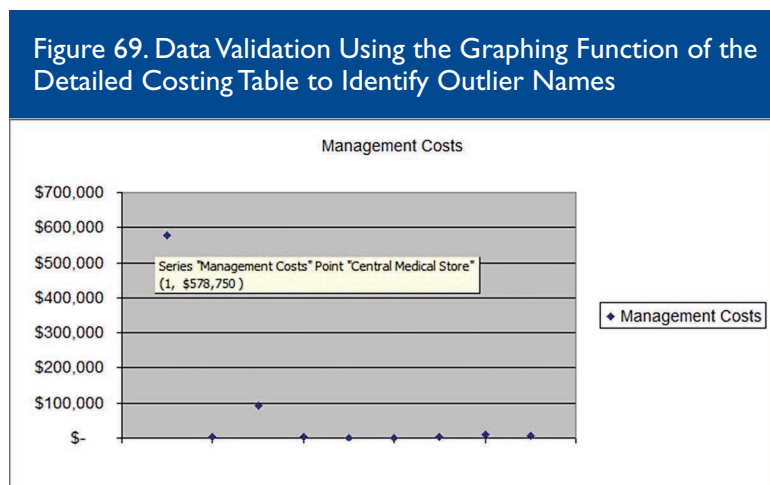 Figure 69. Data Validation Using the Graphing Function of the
Detailed Costing Table to Identify Outlier Names
Management Costs
$700,000
$600,000
$500,000
$400,000
$300,000
$200,000
$100,000
$-
Series "Management Costs" Point "Central Medical Store"
(1, $578,750 )
Management Costs